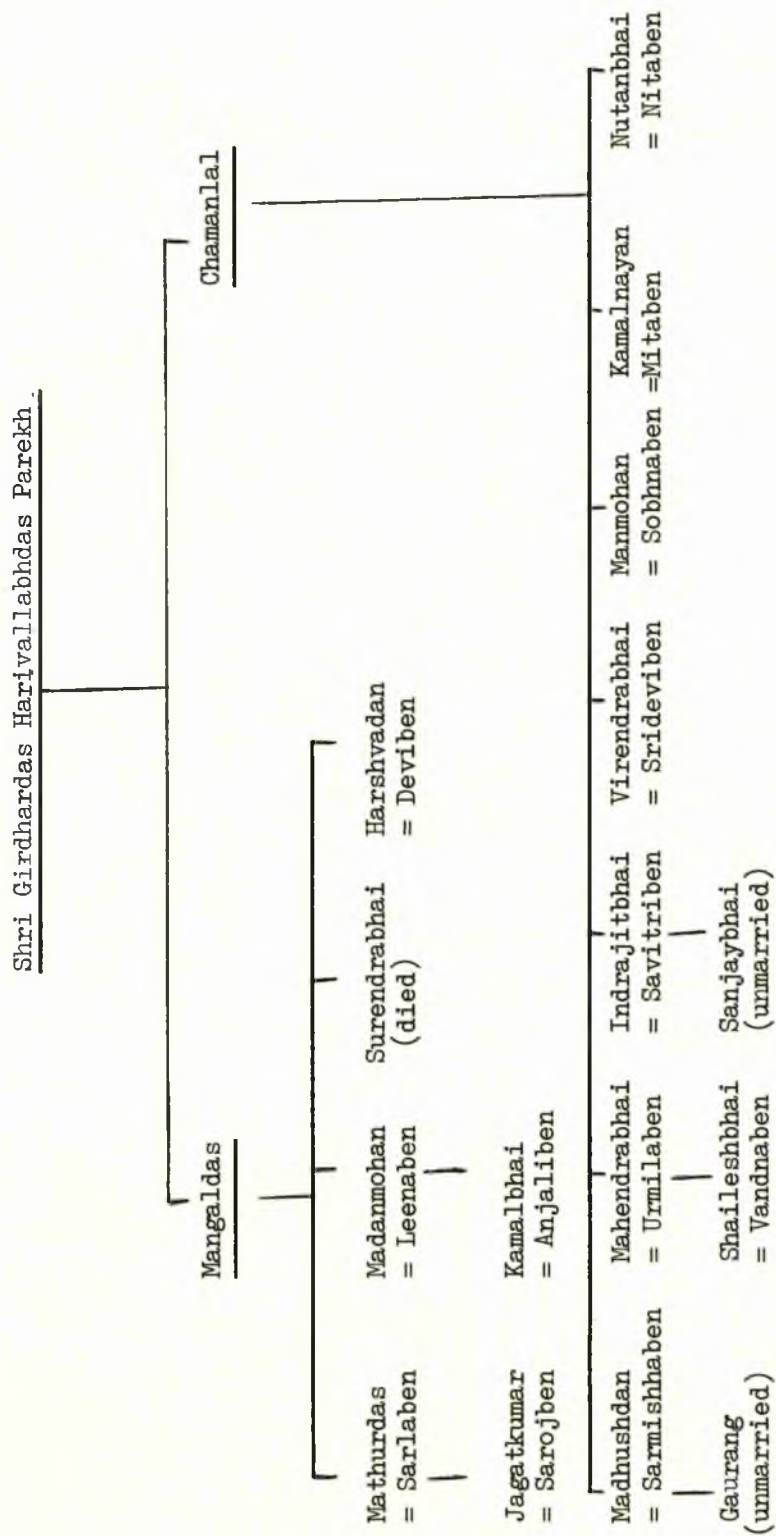 Shri Girdhardas Harivallabhdas Parekh.
Mangaldas
Chamanlal
Mathurdas
= Sarlaben
Madanmohan
= Leenaben
Surendrabhai
(died)
Harshvadan
= Deviben
Jagatkumar
= Sarojben
Kamalbhai
= Anjaliben
Madhushdan
= Sarmishhaben
Mahendrabhai
= Urmilaben
Indrajitbhai
= Savitriben
Virendrabhai
= Srideviben
Manmohan
= Sobhnaben
Kamalnayan
=Mitaben
Nutanbhai
= Nitaben
Gaurang
(unmarried)
Shaileshbhai
= Vandnaben
Sanjaybhai
(unmarried)